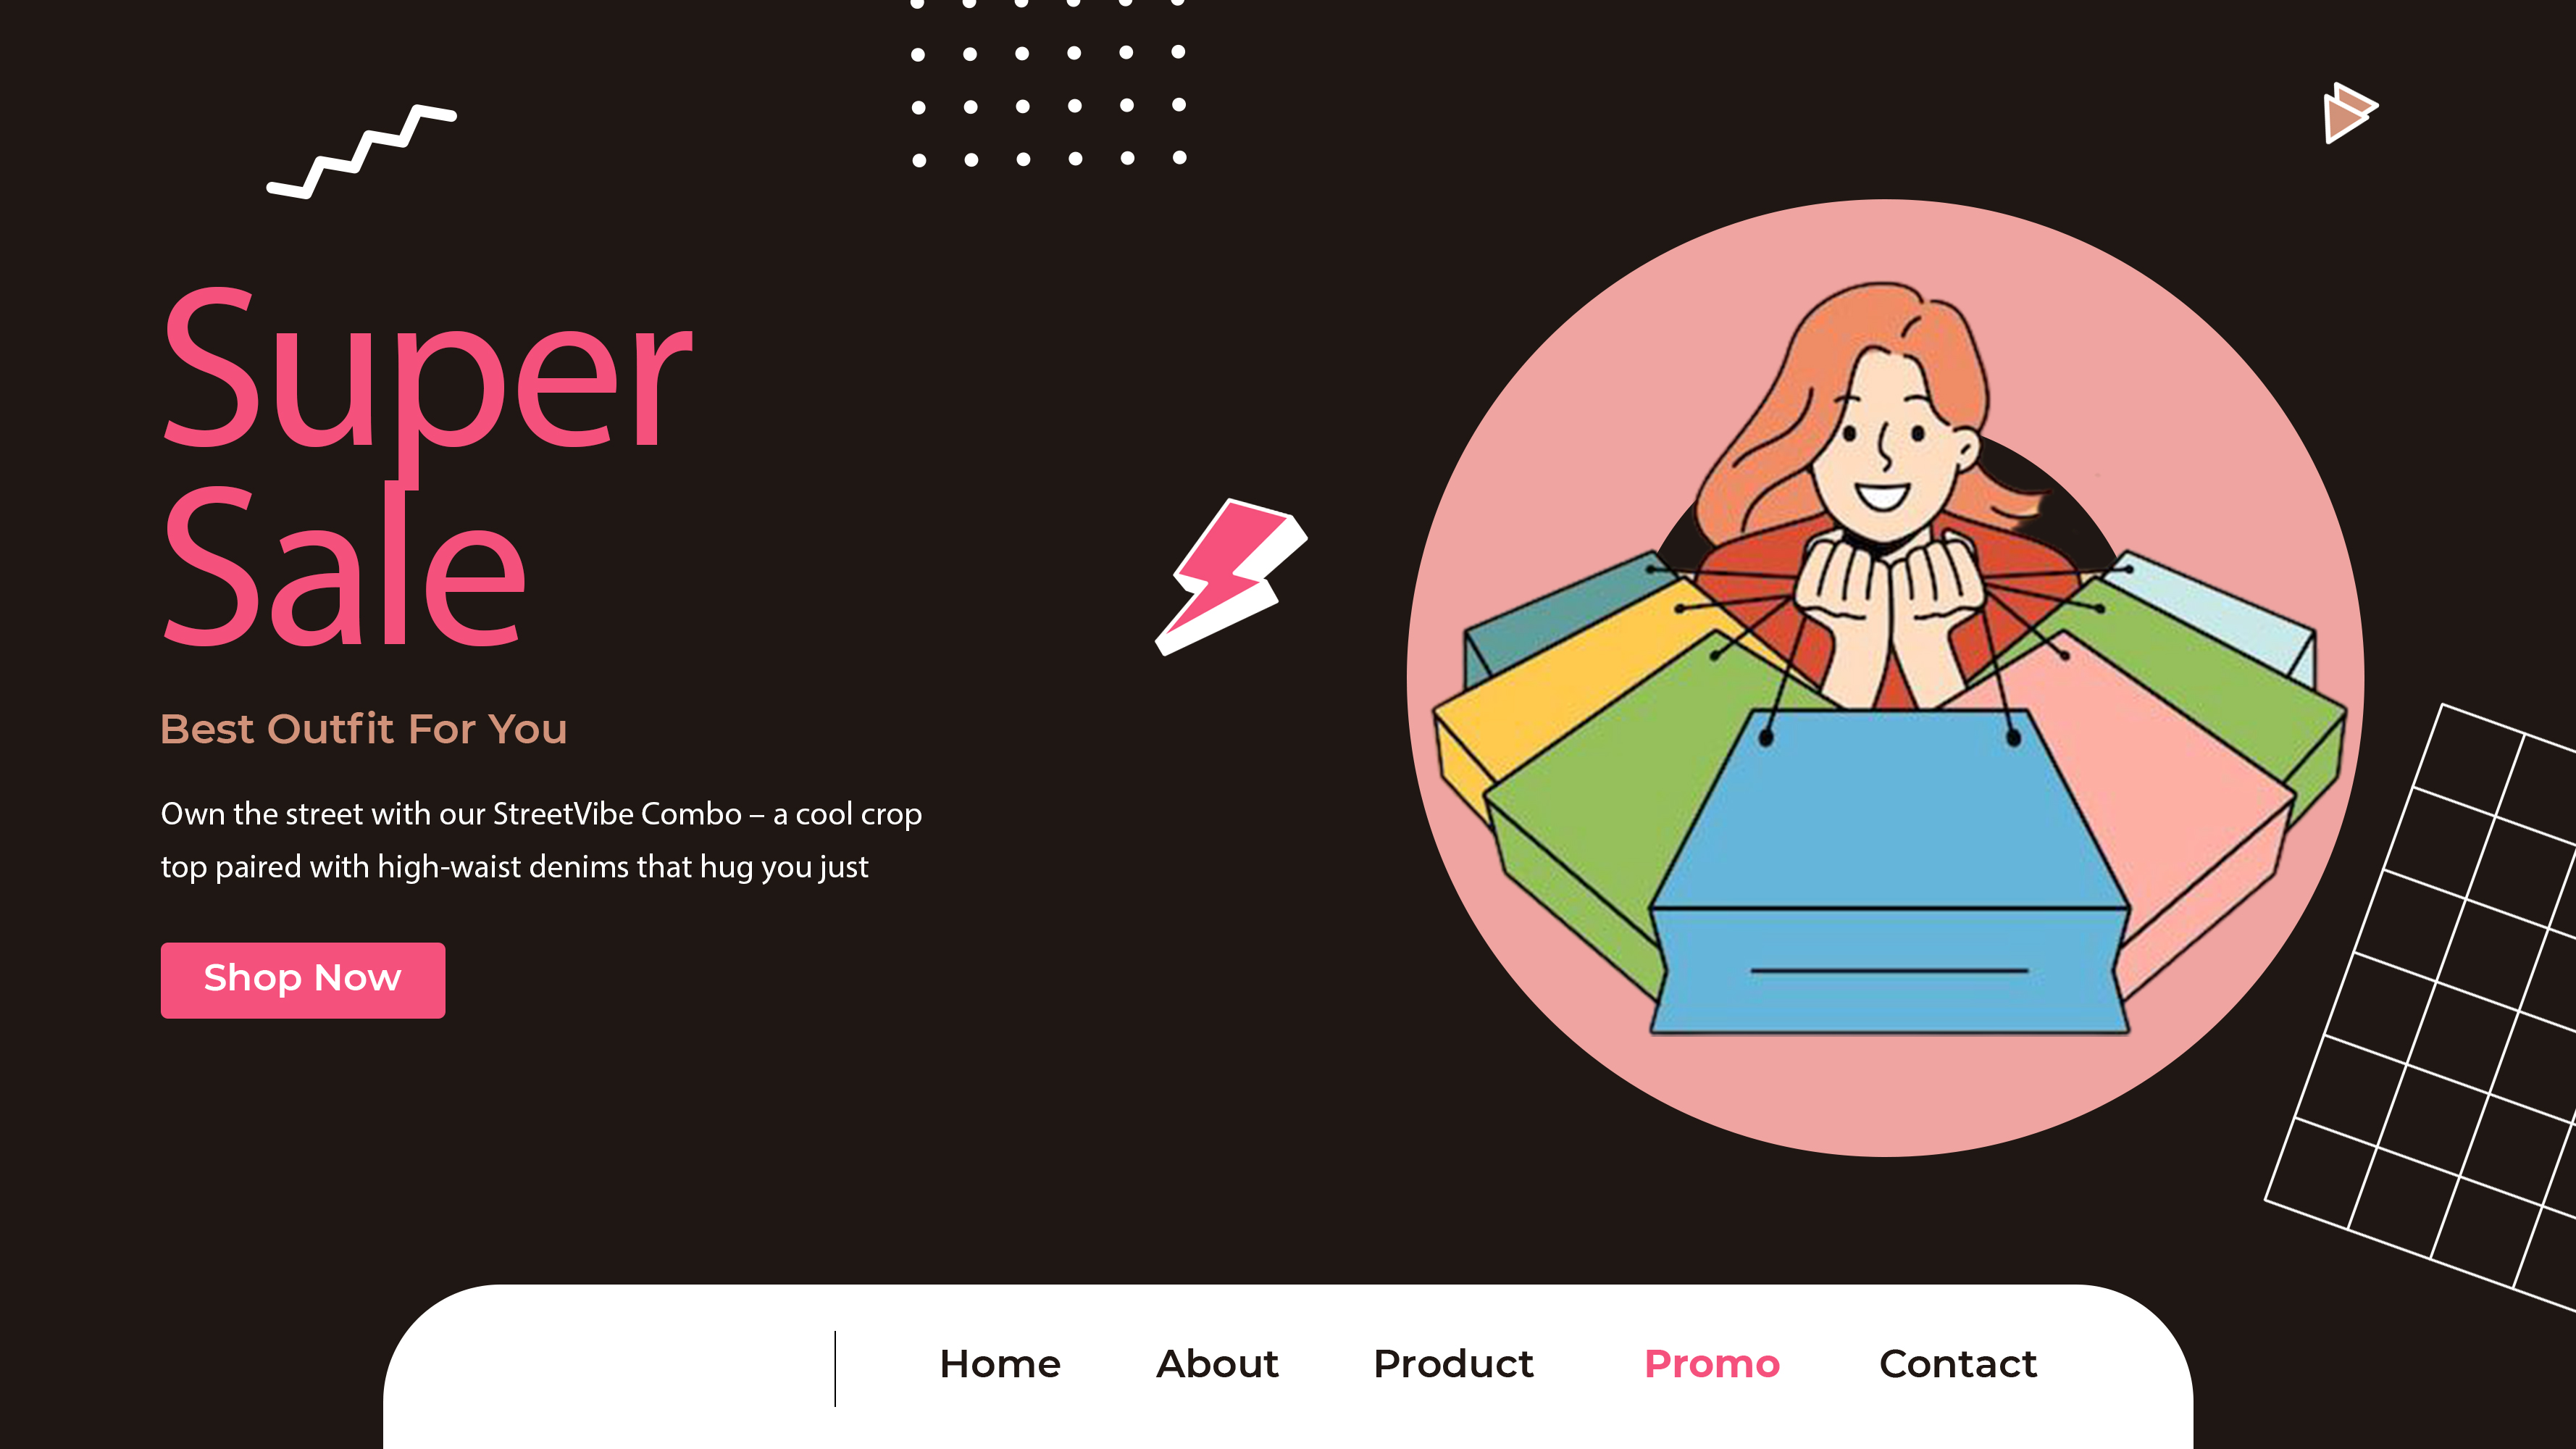 Super
Sale
Best Outfit For You
Own the street with our StreetVibe Combo – a cool crop
top paired with high-waist denims that hug you just
Shop Now
Home About Product Promo Contact